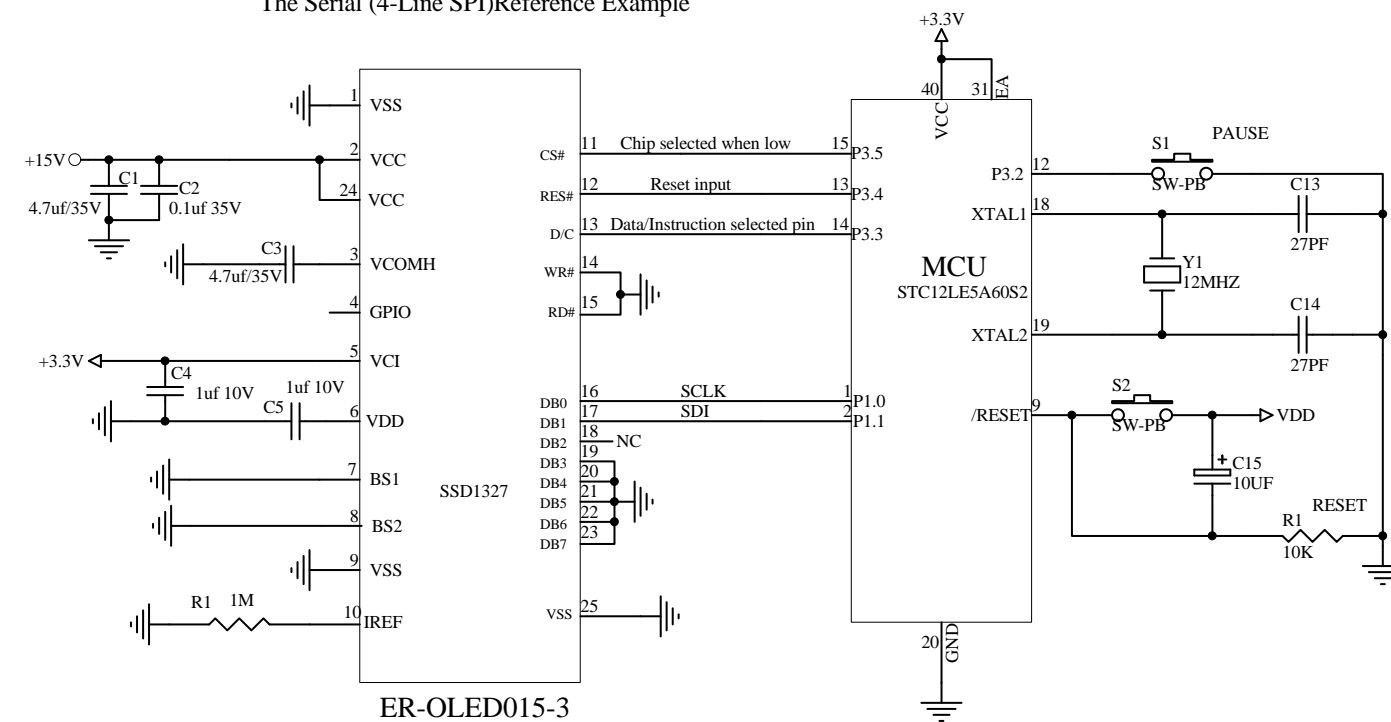 The Serial (4-Line SPI)Reference Example
+3.3V
40
VCC
31
EA
1
VSS
+15V
2
VCC
C1
4.7uf/35V
C2
0.1uf 35V
24
VCC
C3
4.7uf/35V
3
VCOMH
4
GPIO
+3.3V
5
VCI
C4
1uf 10V
C5
1uf 10V
6
VDD
7
BS1
8
BS2
9
VSS
R1 1M
10
IREF
SSD1327
CS#
11
Chip selected when low
15
P3.5
RES#
12
Reset input
13
P3.4
D/C
13
Data/Instruction selected pin
14
P3.3
WR#
14
RD#
15
DB0
16
SCLK
1
P1.0
DB1
17
SDI
2
P1.1
DB2
18
NC
DB3
19
DB4
20
DB5
21
DB6
22
DB7
23
VSS
25
ER-OLED015-3
MCU
STC12LE5A60S2
P3.2
12
S1
SW-PB
PAUSE
XTAL1
18
C13
27PF
Y1
12MHZ
XTAL2
19
C14
27PF
/RESET
9
S2
SW-PB
VDD
+
C15
10UF
RESET
R1
10K
20
GND